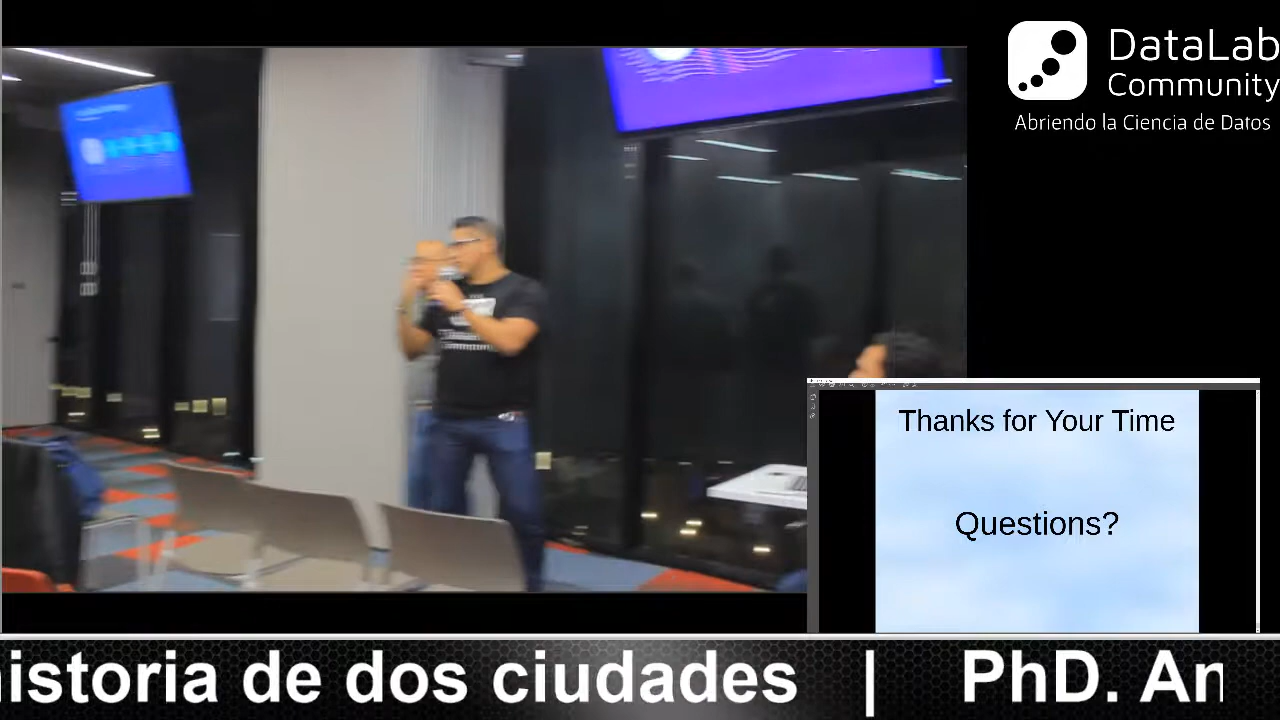 DataLab
Community
Abriendo la Ciencia de Datos
Thanks for Your Time
Questions?
istoria de dos ciudades | PhD. An